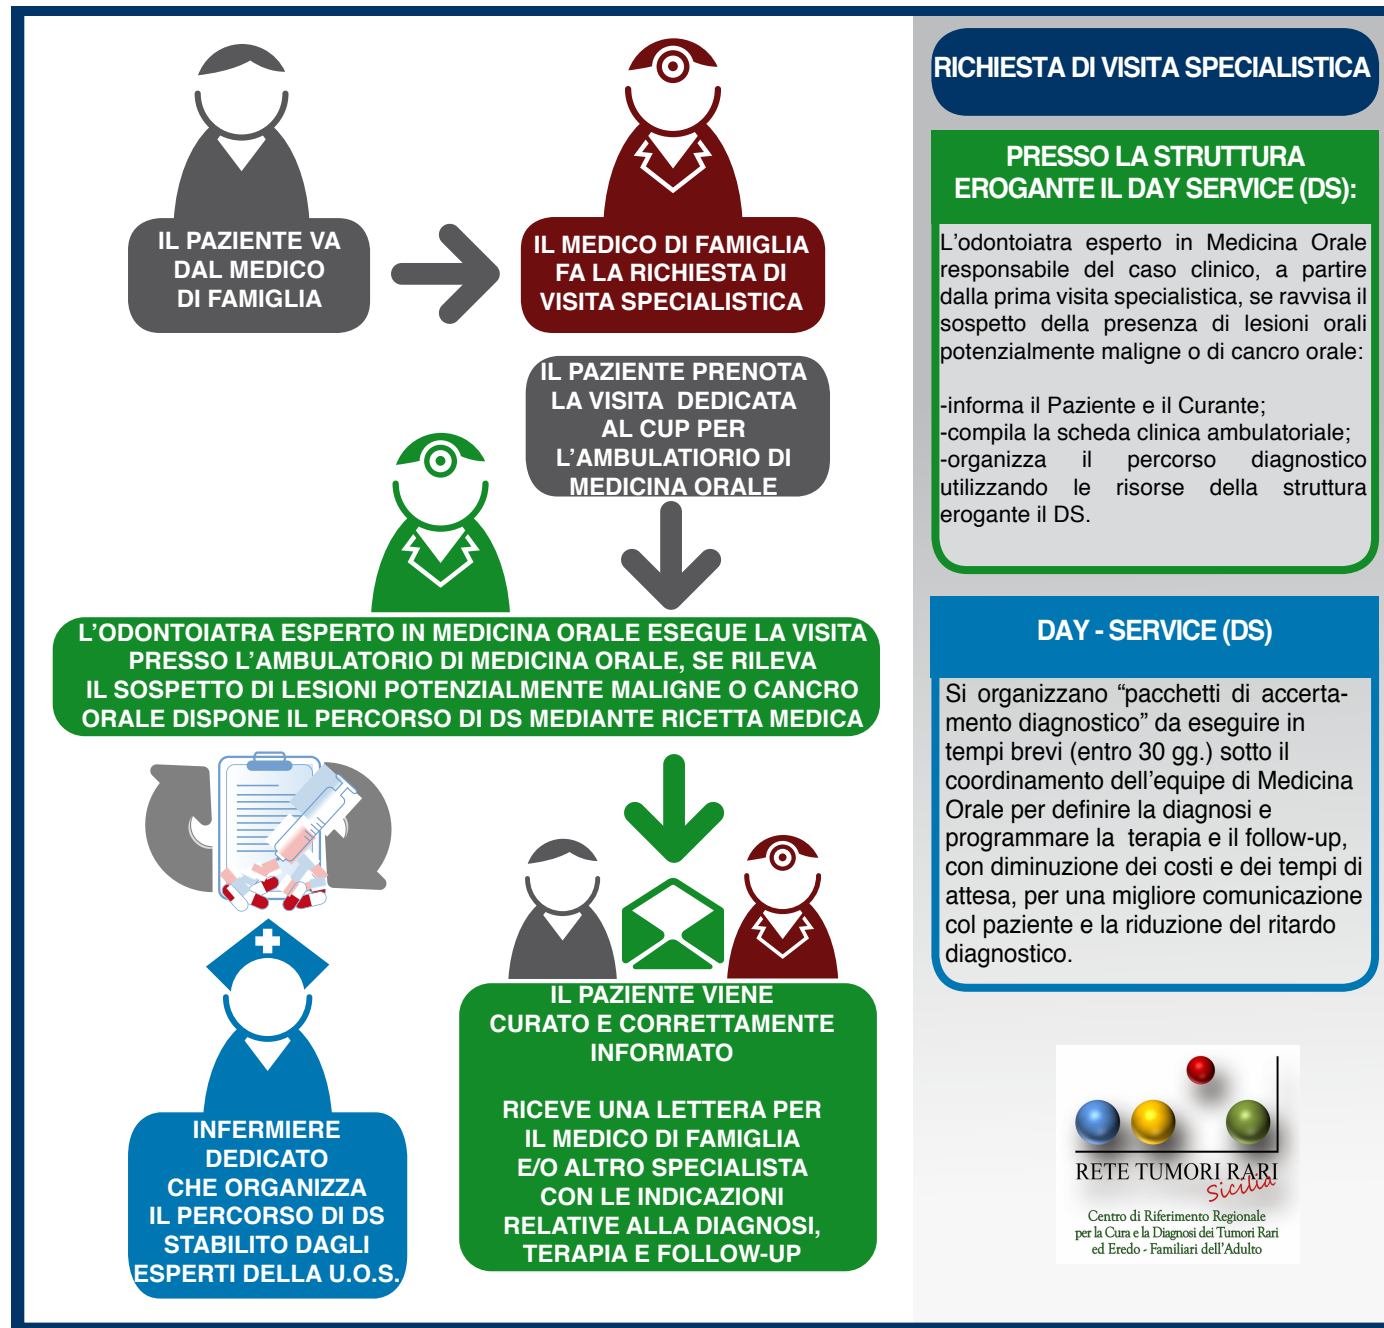 IL PAZIENTE VA
DAL MEDICO
DI FAMIGLIA
IL MEDICO DI FAMIGLIA
FA LA RICHIESTA DI
VISITA SPECIALISTICA
IL PAZIENTE PRENOTA
LA VISITA DEDICATA
AL CUP PER
L’AMBULATIORIO DI
MEDICINA ORALE
L’ODONTOIATRA ESPERTO IN MEDICINA ORALE ESEGUE LA VISITA
PRESSO L’AMBULATORIO DI MEDICINA ORALE, SE RILEVA
IL SOSPETTO DI LESIONI POTENZIALMENTE MALIGNE O CANCRO
ORALE DISPONE IL PERCORSO DI DS MEDIANTE RICETTA MEDICA
INFERMIERE
DEDICATO
CHE ORGANIZZA
IL PERCORSO DI DS
STABILITO DAGLI
ESPERTI DELLA U.O.S.
IL PAZIENTE VIENE
CURATO E CORRETTAMENTE
INFORMATO
RICEVE UNA LETTERA PER
IL MEDICO DI FAMIGLIA
E/O ALTRO SPECIALISTA
CON LE INDICAZIONI
RELATIVE ALLA DIAGNOSI,
TERAPIA E FOLLOW-UP
RICHIESTA DI VISITA SPECIALISTICA
PRESSO LA STRUTTURA
EROGANTE IL DAY SERVICE (DS):
L’odontoiatra esperto in Medicina Orale
responsabile del caso clinico, a partire
dalla prima visita specialistica, se ravvisa il
sospetto della presenza di lesioni orali
potenzialmente maligne o di cancro orale:
-informa il Paziente e il Curante;
-compila la scheda clinica ambulatoriale;
-organizza il percorso diagnostico
utilizzando le risorse della struttura
erogante il DS.
DAY - SERVICE (DS)
Si organizzano “pacchetti di accerta-
mento diagnostico” da eseguire in
tempi brevi (entro 30 gg.) sotto il
coordinamento dell’equipe di Medicina
Orale per definire la diagnosi e
programmare la terapia e il follow-up,
con diminuzione dei costi e dei tempi di
attesa, per una migliore comunicazione
col paziente e la riduzione del ritardo
diagnostico.
RETE TUMORI RARI
Sicilia
Centro di Riferimento Regionale
per la Cura e la Diagnosi dei Tumori Rari
ed Eredo - Familiari dell’Adulto